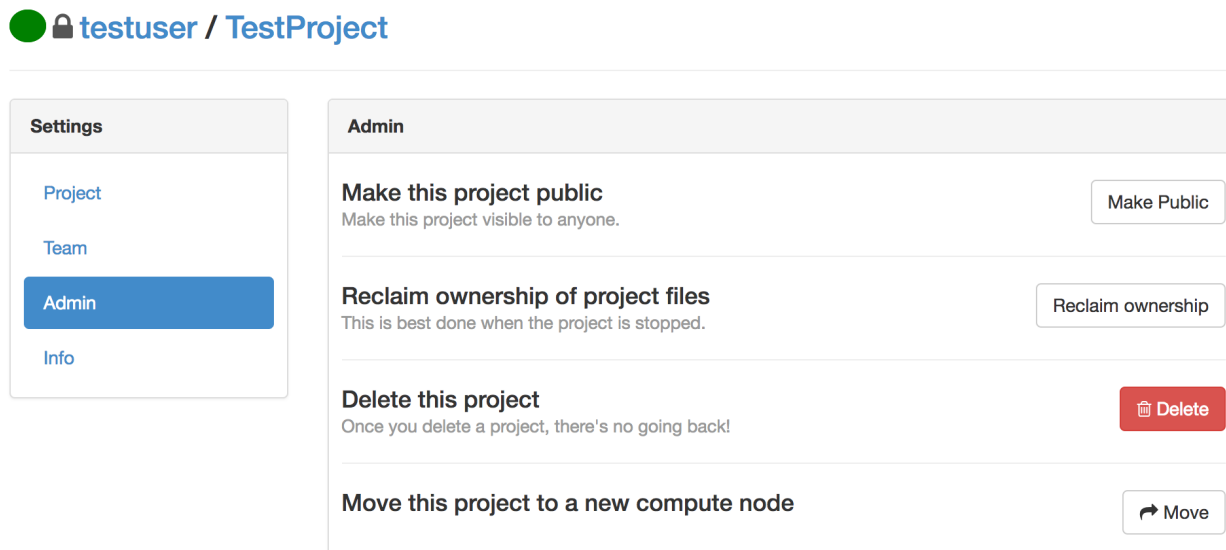 testuser / TestProject
Settings
Project
Team
Admin
Info
Admin
Make this project public
Make this project visible to anyone.
Make Public
Reclaim ownership of project files
This is best done when the project is stopped.
Reclaim ownership
Delete this project
Once you delete a project, there's no going back!
Delete
Move this project to a new compute node
Move